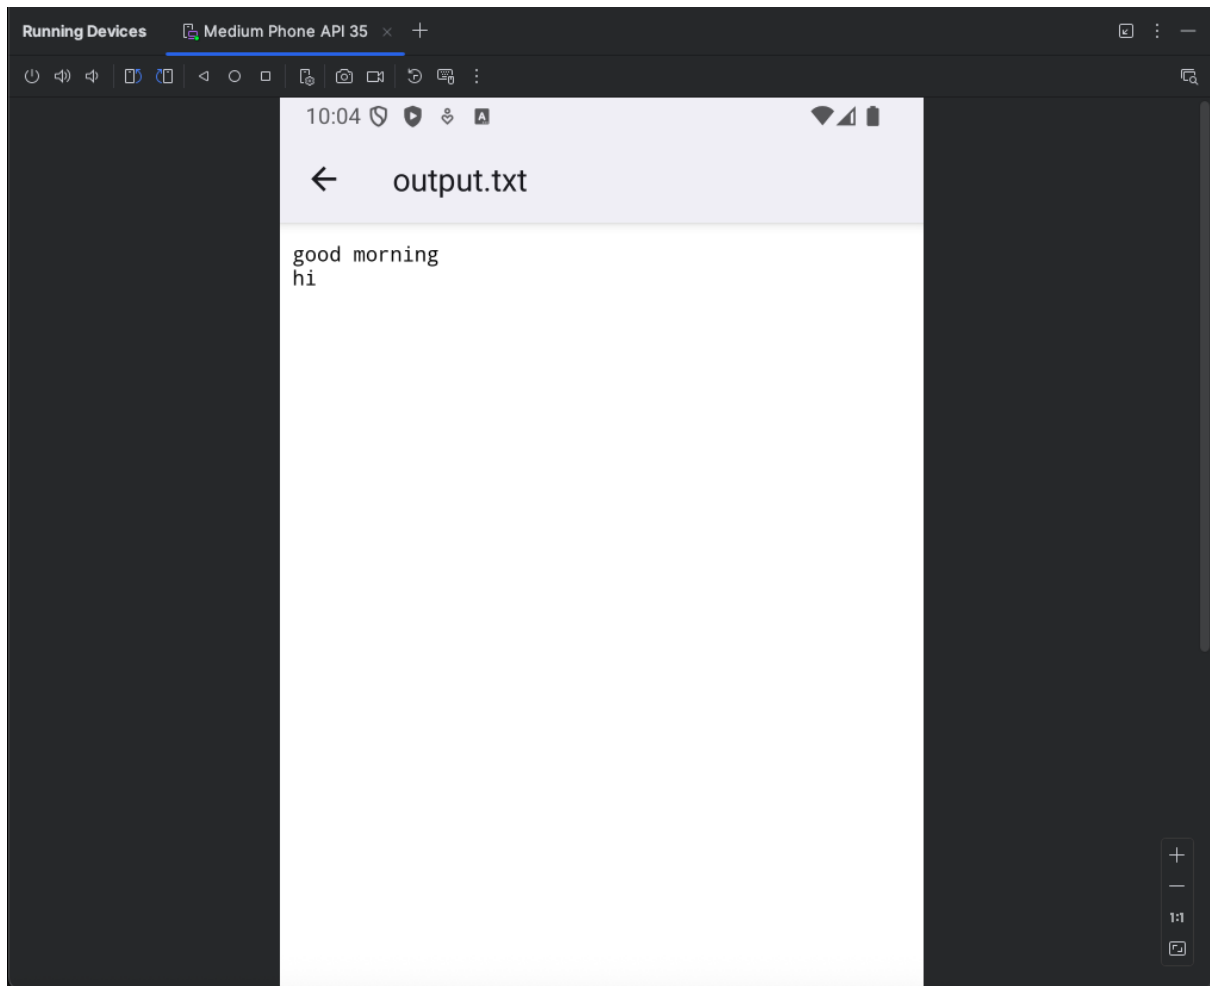 Running Devices
Medium Phone API 35
10:04
A
output.txt
good morning
hi
1:1